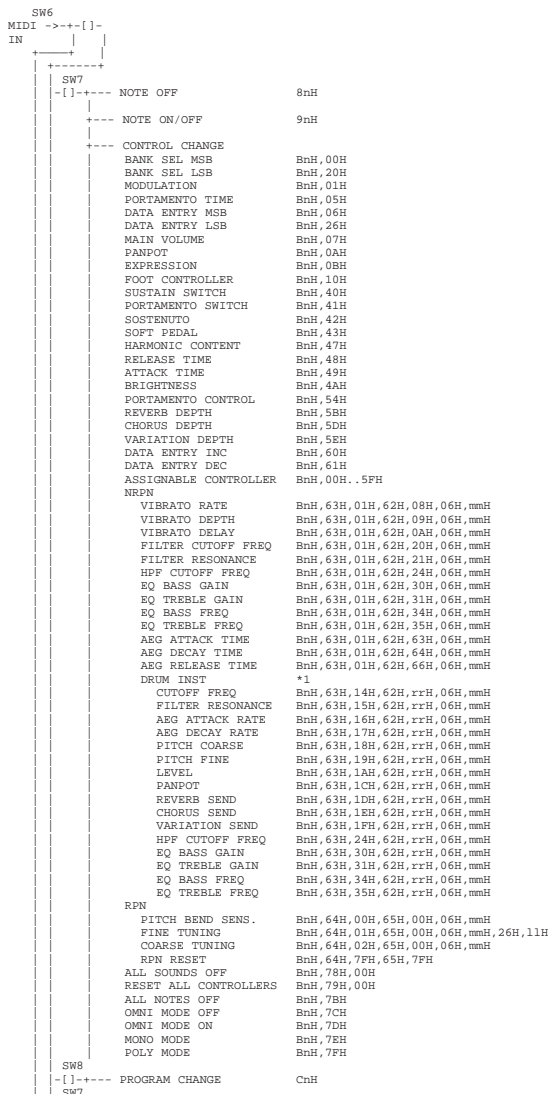 SW6
MIDI ->-+-[]-
IN | |
+-----+ |
| +------+
| | SW7
| |-[]-+--- NOTE OFF 8nH
| | |
| | +--- NOTE ON/OFF 9nH
| | |
| | +--- CONTROL CHANGE
| | | BANK SEL MSB BnH,00H
| | | BANK SEL LSB BnH,20H
| | | MODULATION BnH,01H
| | | PORTAMENTO TIME BnH,05H
| | | DATA ENTRY MSB BnH,06H
| | | DATA ENTRY LSB BnH,26H
| | | MAIN VOLUME BnH,07H
| | | PANPOT BnH,0AH
| | | EXPRESSION BnH,0BH
| | | FOOT CONTROLLER BnH,10H
| | | SUSTAIN SWITCH BnH,40H
| | | PORTAMENTO SWITCH BnH,41H
| | | SOSTENUTO BnH,42H
| | | SOFT PEDAL BnH,43H
| | | HARMONIC CONTENT BnH,47H
| | | RELEASE TIME BnH,48H
| | | ATTACK TIME BnH,49H
| | | BRIGHTNESS BnH,4AH
| | | PORTAMENTO CONTROL BnH,54H
| | | REVERB DEPTH BnH,5BH
| | | CHORUS DEPTH BnH,5DH
| | | VARIATION DEPTH BnH,5EH
| | | DATA ENTRY INC BnH,60H
| | | DATA ENTRY DEC BnH,61H
| | | ASSIGNABLE CONTROLLER BnH,00H..5FH
| | | NRPN
| | | VIBRATO RATE BnH,63H,01H,62H,08H,06H,mmH
| | | VIBRATO DEPTH BnH,63H,01H,62H,09H,06H,mmH
| | | VIBRATO DELAY BnH,63H,01H,62H,0AH,06H,mmH
| | | FILTER CUTOFF FREQ BnH,63H,01H,62H,20H,06H,mmH
| | | FILTER RESONANCE BnH,63H,01H,62H,21H,06H,mmH
| | | HPF CUTOFF FREQ BnH,63H,01H,62H,24H,06H,mmH
| | | EQ BASS GAIN BnH,63H,01H,62H,30H,06H,mmH
| | | EQ TREBLE GAIN BnH,63H,01H,62H,31H,06H,mmH
| | | EQ BASS FREQ BnH,63H,01H,62H,34H,06H,mmH
| | | EQ TREBLE FREQ BnH,63H,01H,62H,35H,06H,mmH
| | | AEG ATTACK TIME BnH,63H,01H,62H,63H,06H,mmH
| | | AEG DECAY TIME BnH,63H,01H,62H,64H,06H,mmH
| | | AEG RELEASE TIME BnH,63H,01H,62H,66H,06H,mmH
| | | DRUM INST *1
| | | CUTOFF FREQ BnH,63H,14H,62H,rrH,06H,mmH
| | | FILTER RESONANCE BnH,63H,15H,62H,rrH,06H,mmH
| | | AEG ATTACK RATE BnH,63H,16H,62H,rrH,06H,mmH
| | | AEG DECAY RATE BnH,63H,17H,62H,rrH,06H,mmH
| | | PITCH COARSE BnH,63H,18H,62H,rrH,06H,mmH
| | | PITCH FINE BnH,63H,19H,62H,rrH,06H,mmH
| | | LEVEL BnH,63H,1AH,62H,rrH,06H,mmH
| | | PANPOT BnH,63H,1CH,62H,rrH,06H,mmH
| | | REVERB SEND BnH,63H,1DH,62H,rrH,06H,mmH
| | | CHORUS SEND BnH,63H,1EH,62H,rrH,06H,mmH
| | | VARIATION SEND BnH,63H,1FH,62H,rrH,06H,mmH
| | | HPF CUTOFF FREQ BnH,63H,24H,62H,rrH,06H,mmH
| | | EQ BASS GAIN BnH,63H,30H,62H,rrH,06H,mmH
| | | EQ TREBLE GAIN BnH,63H,31H,62H,rrH,06H,mmH
| | | EQ BASS FREQ BnH,63H,34H,62H,rrH,06H,mmH
| | | EQ TREBLE FREQ BnH,63H,35H,62H,rrH,06H,mmH
| | | RPN
| | | PITCH BEND SENS. BnH,64H,00H,65H,00H,06H,mmH
| | | FINE TUNING BnH,64H,01H,65H,00H,06H,mmH,26H,llH
| | | COARSE TUNING BnH,64H,02H,65H,00H,06H,mmH
| | | RPN RESET BnH,64H,7FH,65H,7FH
| | | ALL SOUNDS OFF BnH,78H,00H
| | | RESET ALL CONTROLLERS BnH,79H,00H
| | | ALL NOTES OFF BnH,7BH
| | | OMNI MODE OFF BnH,7CH
| | | OMNI MODE ON BnH,7DH
| | | MONO MODE BnH,7EH
| | | POLY MODE BnH,7FH
| | SW8
| |-[]-+--- PROGRAM CHANGE CnH
| | SW7